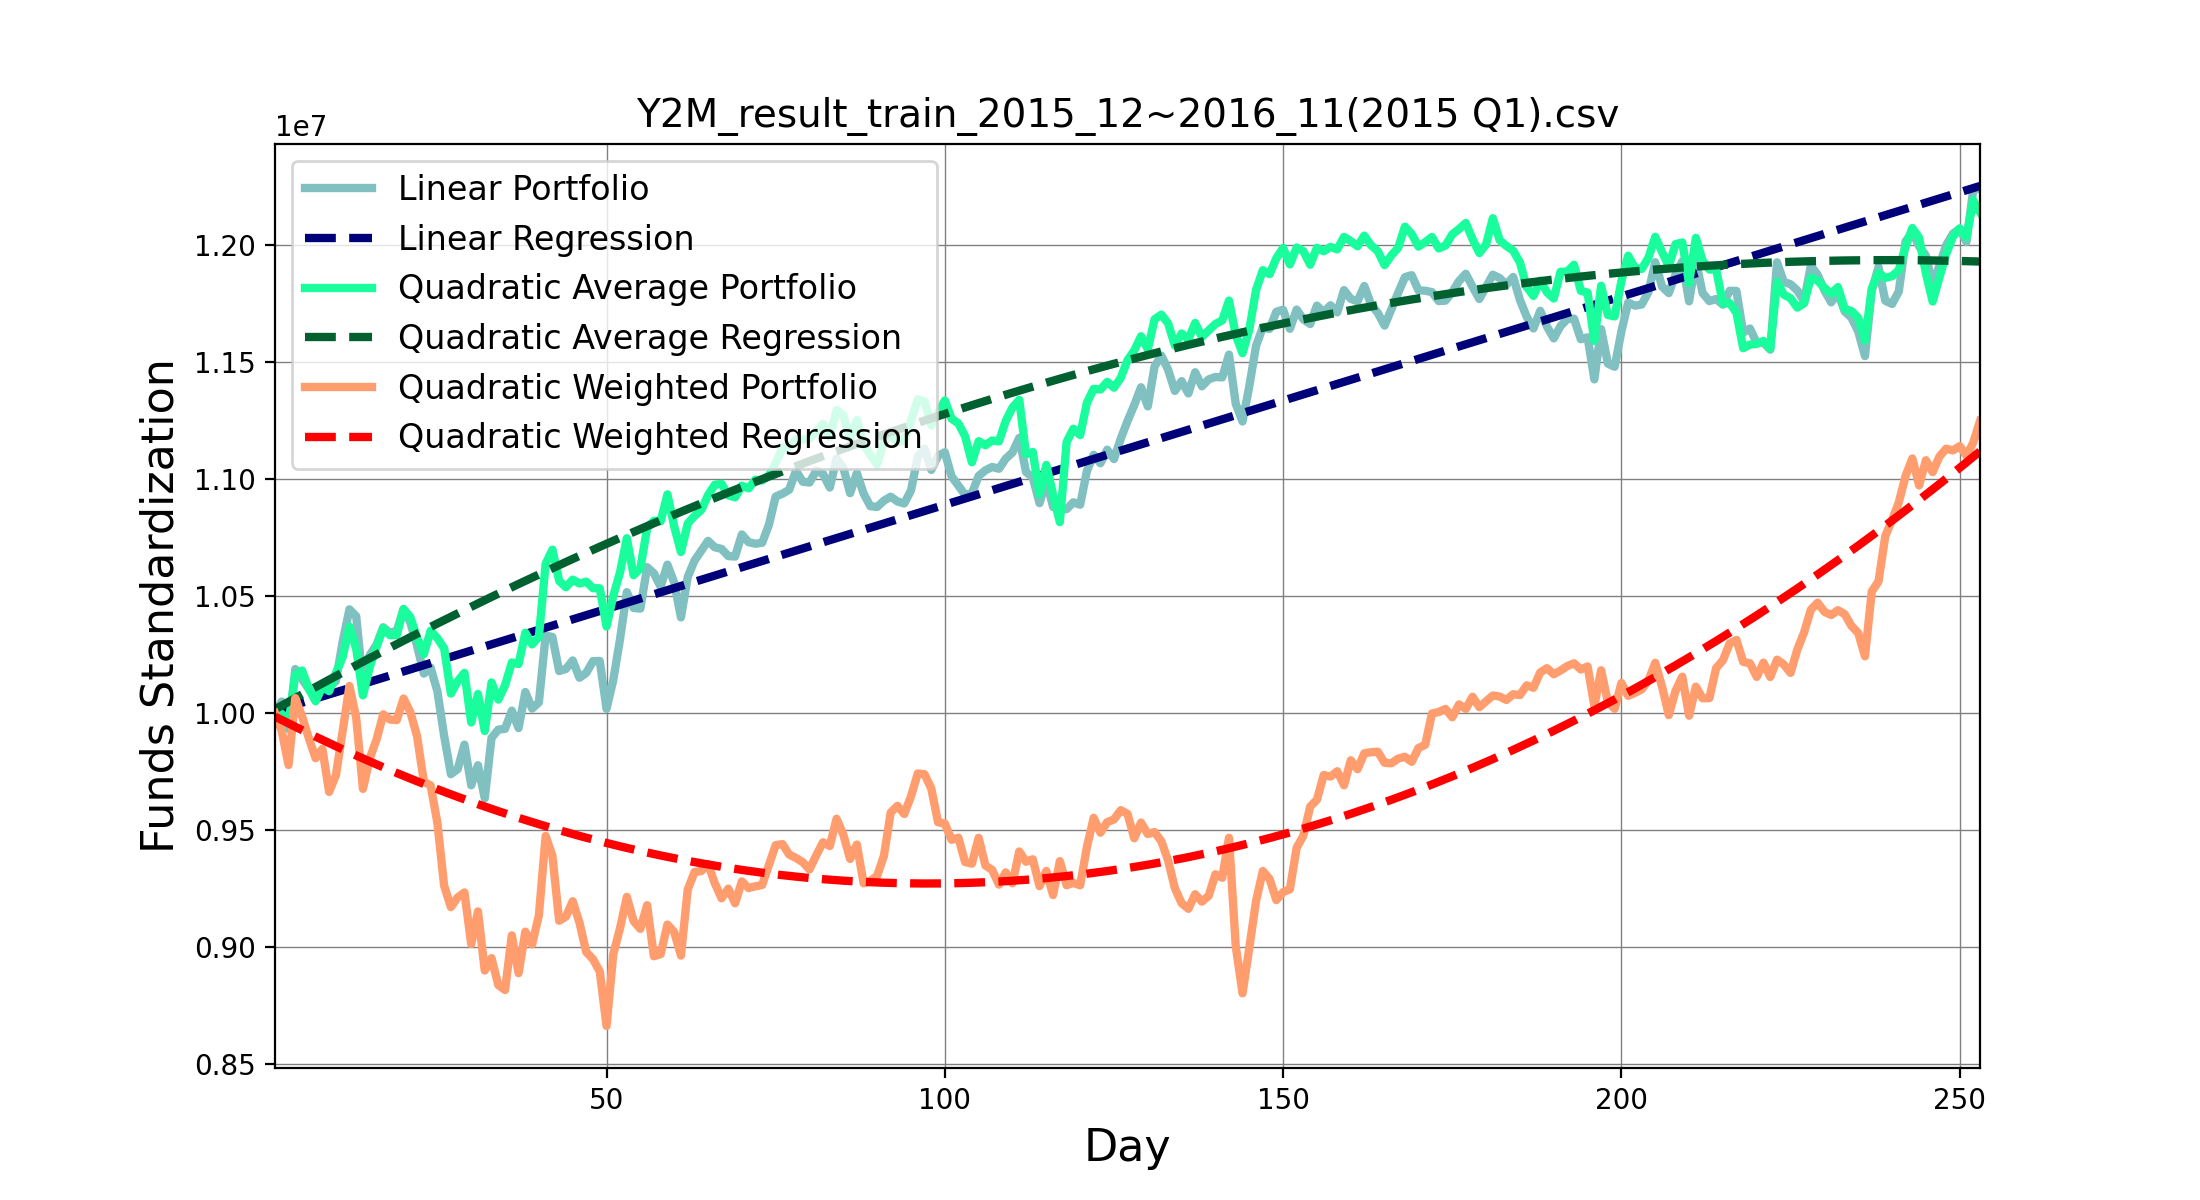 Y2M_result_train_2015_12~2016_11(2015 Q1).csv
1e7
Linear Portfolio
Linear Regression
Quadratic Average Portfolio
Quadratic Average Regression
Quadratic Weighted Portfolio
Quadratic Weighted Regression
Funds Standardization
1.20
1.15
1.10
1.05
1.00
0.95
0.90
0.85
50
100
150
200
250
Day